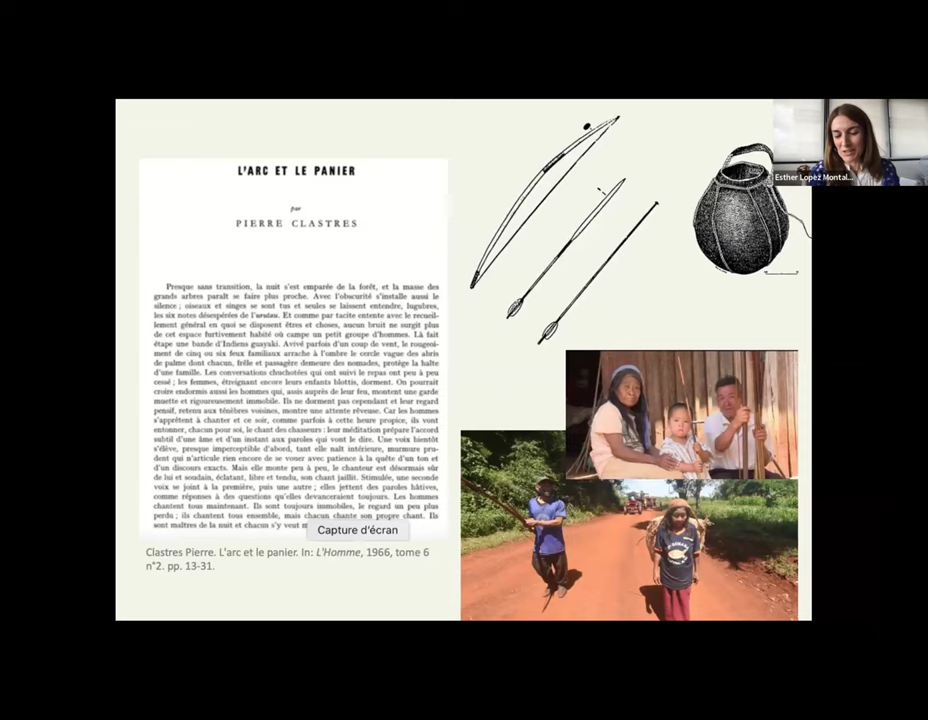 L'ARC ET LE PANIER
par
PIERRE CLASTRES
Presque sans transition, la nuit s'est emparée de la forêt, et la masse des
grands arbres paraît se faire plus proche. Avec l'obscurité s'installe aussi le
silence ; oiseaux et singes se sont tus et seules se laissent entendre, lugubres,
les six notes désespérées de l'urutau. Et comme par tacite entente avec le recueil-
lement général en quoi se disposent êtres et choses, aucun bruit ne surgit plus
de cet espace furtivement habité où campe un petit groupe d'hommes. Là fait
étape une bande d'Indiens guayaki. Avivé parfois d'un coup de vent, le rougeoi-
ment de cinq ou six feux familiaux arrache à l'ombre le cercle vague des abris
de palme dont chacun, frêle et passagère demeure des nomades, protège la halte
d'une famille. Les conversations chuchotées qui ont suivi le repas ont peu à peu
cessé ; les femmes, étreignant encore leurs enfants blottis, dorment. On pourrait
croire endormis aussi les hommes qui, assis auprès de leur feu, montent une garde
muette et rigoureusement immobile. Ils ne dorment pas cependant et leur regard
pensif, retenu aux ténèbres voisines, montre une attente rêveuse. Car les hommes
s'apprêtent à chanter et ce soir, comme parfois à cette heure propice, ils vont
entonner, chacun pour soi, le chant des chasseurs : leur méditation prépare l'accord
subtil d'une âme et d'un instant aux paroles qui vont le dire. Une voix bientôt
s'élève, presque imperceptible d'abord, tant elle naît intérieure, murmure pru-
dent qui n'articule rien encore de se vouer avec patience à la quête d'un ton et
d'un discours exacts. Mais elle monte peu à peu, le chanteur est désormais sûr
de lui et soudain, éclatant, libre et tendu, son chant jaillit. Stimulée, une seconde
voix se joint à la première, puis une autre ; elles jettent des paroles hâtives,
comme réponses à des questions qu'elles devanceraient toujours. Les hommes
chantent tous maintenant. Ils sont toujours immobiles, le regard un peu plus
perdu ; ils chantent tous ensemble, mais chacun chante son propre chant. Ils
sont maîtres de la nuit et chacun s'y veut
Capture d'écran
Clastres Pierre. L'arc et le panier. In: L'Homme, 1966, tome 6
n°2. pp. 13-31.
Esther López Montal...